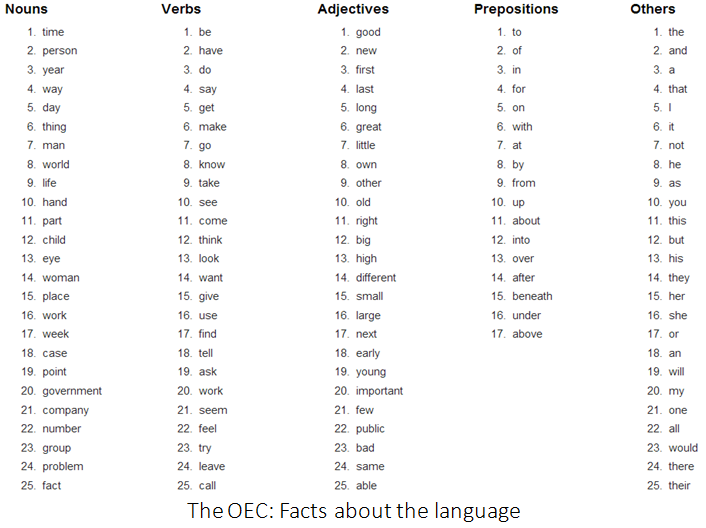 Nouns Verbs Adjectives Prepositions Others
1. time 1. be 1. good 1. to 1. the
2. person 2. have 2. new 2. of 2. and
3. year 3. do 3. first 3. in 3. a
4. way 4. say 4. last 4. for 4. that
5. day 5. get 5. long 5. on 5. I
6. thing 6. make 6. great 6. with 6. it
7. man 7. go 7. little 7. at 7. not
8. world 8. know 8. own 8. by 8. he
9. life 9. take 9. other 9. from 9. as
10. hand 10. see 10. old 10. up 10. you
11. part 11. come 11. right 11. about 11. this
12. child 12. think 12. big 12. into 12. but
13. eye 13. look 13. high 13. over 13. his
14. woman 14. want 14. different 14. after 14. they
15. place 15. give 15. small 15. beneath 15. her
16. work 16. use 16. large 16. under 16. she
17. week 17. find 17. next 17. above 17. or
18. case 18. tell 18. early 18. an
19. point 19. ask 19. young 19. will
20. government 20. work 20. important 20. my
21. company 21. seem 21. few 21. one
22. number 22. feel 22. public 22. all
23. group 23. try 23. bad 23. would
24. problem 24. leave 24. same 24. there
25. fact 25. call 25. able 25. their
The OEC: Facts about the language